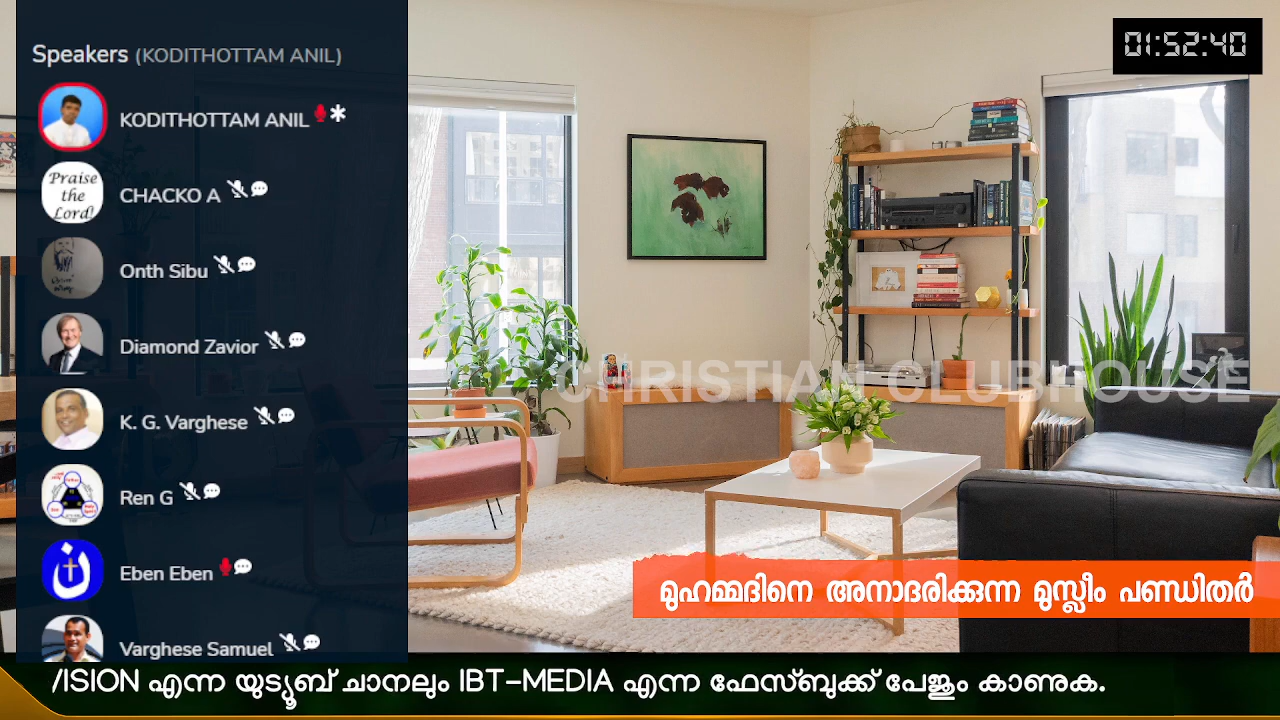 01:52:40
Speakers (KODITHOTTAM ANIL)
KODITHOTTAM ANIL
Praise
the
Lord!
CHACKO A
Onth Sibu
Diamond Zavior
K. G. Varghese
Ren G
Eben Eben
Varghese Samuel
CHRISTIAN CLUBHOUSE
മുഹമ്മദിനെ അനാദരിക്കുന്ന മുസ്ലീം പണ്ഡിതർ
/ISION എന്ന യുട്യൂബ് ചാനലും IBT-MEDIA എന്ന ഫേസ്ബുക്ക് പേജും കാണുക.